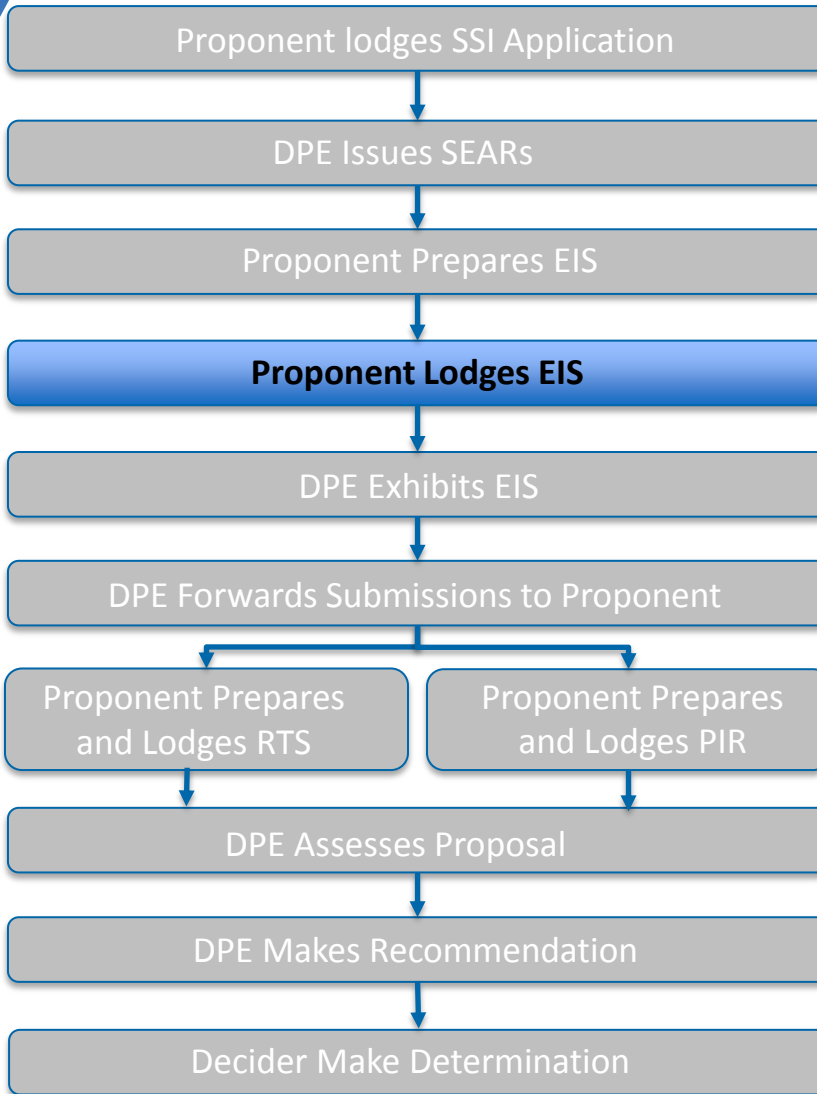 Proponent lodges SSI Application
DPE Issues SEARs
Proponent Prepares EIS
Proponent Lodges EIS
DPE Exhibits EIS
DPE Forwards Submissions to Proponent
Proponent Prepares
and Lodges RTS
Proponent Prepares
and Lodges PIR
DPE Assesses Proposal
DPE Makes Recommendation
Decider Make Determination